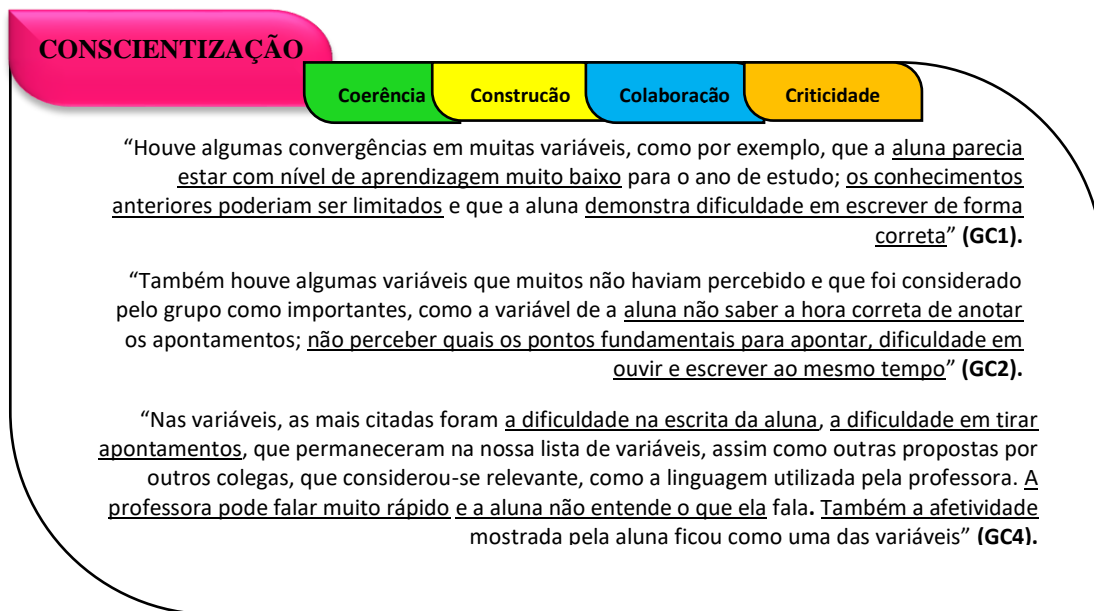 CONSCIENTIZAÇÃO
Coerência Construcão Colaboracão Criticidade
“Houve algumas convergências em muitas variáveis, como por exemplo, que a aluna parecia
estar com nível de aprendizagem muito baixo para o ano de estudo; os conhecimentos
anteriores poderiam ser limitados e que a aluna demonstra dificuldade em escrever de forma
correta” (GC1).
“Também houve algumas variáveis que muitos não haviam percebido e que foi considerado
pelo grupo como importantes, como a variável de a aluna não saber a hora correta de anotar
os apontamentos; não perceber quais os pontos fundamentais para apontar, dificuldade em
ouvir e escrever ao mesmo tempo” (GC2).
“Nas variáveis, as mais citadas foram a dificuldade na escrita da aluna, a dificuldade em tirar
apontamentos, que permaneceram na nossa lista de variáveis, assim como outras propostas por
outros colegas, que considerou-se relevante, como a linguagem utilizada pela professora. A
professora pode falar muito rápido e a aluna não entende o que ela fala. Também a afetividade
mostrada pela aluna ficou como uma das variáveis” (GC4).